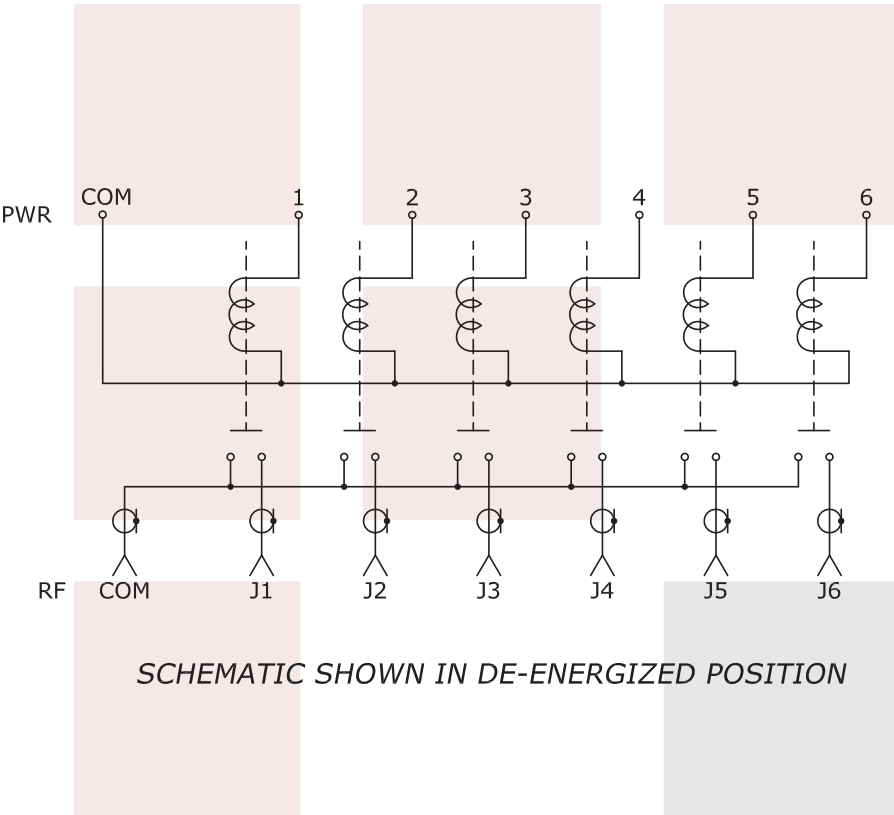 COM 1 2 3 4 5 6
PWR
RF COM J1 J2 J3 J4 J5 J6
SCHEMATIC SHOWN IN DE-ENERGIZED POSITION